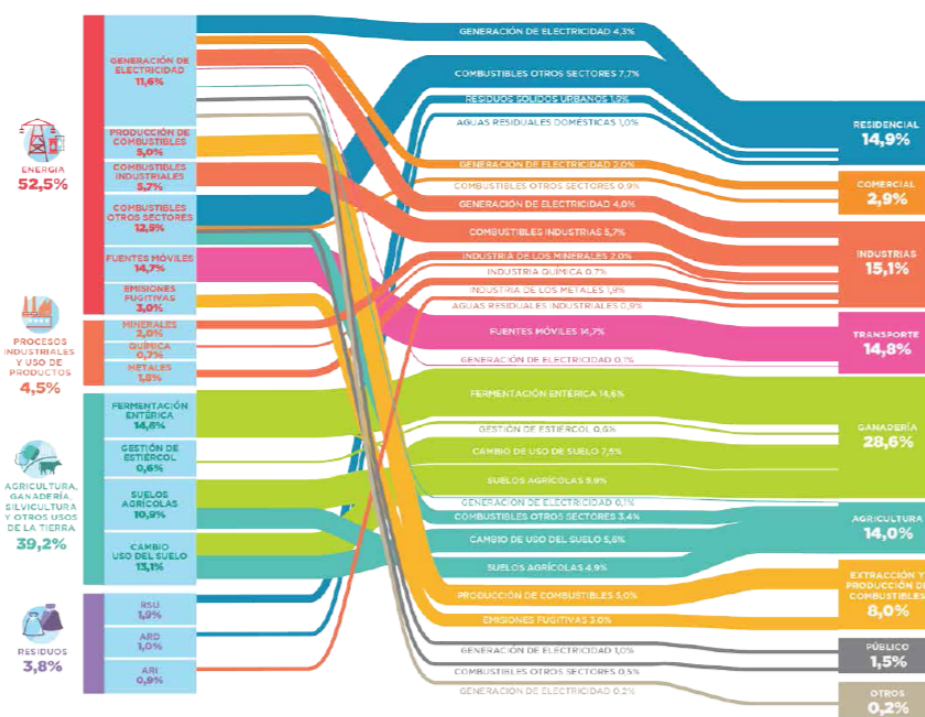 ENERGÍA
52,5%
PROCESOS
INDUSTRIALES
Y USO DE
PRODUCTOS
4,5%
AGRICULTURA,
GANADERÍA,
SILVICULTURA
Y OTROS USOS
DE LA TIERRA
39,2%
RESIDUOS
3,8%
GENERACIÓN DE
ELECTRICIDAD
11,6%
PRODUCCIÓN DE
COMBUSTIBLES
5,0%
COMBUSTIBLES
INDUSTRIALES
5,7%
COMBUSTIBLES
OTROS SECTORES
12,5%
FUENTES MÓVILES
14,7%
EMISIONES
FUGITIVAS
3,0%
MINERALES
2,0%
QUÍMICA
0,7%
METALES
1,8%
FERMENTACIÓN
ENTÉRICA
14,6%
GESTIÓN DE
ESTIÉRCOL
0,6%
SUELOS
AGRÍCOLAS
10,9%
CAMBIO
USO DEL SUELO
13,1%
RSU
1,9%
ARD
1,0%
ARI
0,9%
GENERACIÓN DE ELECTRICIDAD 4,3%
COMBUSTIBLES OTROS SECTORES 7,7%
RESIDUOS SÓLIDOS URBANOS 1,9%
AGUAS RESIDUALES DOMÉSTICAS 1,0%
GENERACIÓN DE ELECTRICIDAD 2,0%
COMBUSTIBLES OTROS SECTORES 0,9%
GENERACIÓN DE ELECTRICIDAD 4,0%
COMBUSTIBLES INDUSTRIAS 5,7%
INDUSTRIA DE LOS MINERALES 2,0%
INDUSTRIA QUÍMICA 0,7%
INDUSTRIA DE LOS METALES 1,8%
AGUAS RESIDUALES INDUSTRIALES 0,9%
FUENTES MÓVILES 14,7%
GENERACIÓN DE ELECTRICIDAD 0,1%
FERMENTACIÓN ENTÉRICA 14,6%
GESTIÓN DE ESTIÉRCOL 0,6%
CAMBIO DE USO DE SUELO 7,5%
SUELOS AGRÍCOLAS 5,9%
GENERACIÓN DE ELECTRICIDAD 0,1%
COMBUSTIBLES OTROS SECTORES 3,4%
CAMBIO DE USO DEL SUELO 5,6%
SUELOS AGRÍCOLAS 4,9%
PRODUCCIÓN DE COMBUSTIBLES 5,0%
EMISIONES FUGITIVAS 3,0%
GENERACIÓN DE ELECTRICIDAD 1,0%
COMBUSTIBLES OTROS SECTORES 0,5%
GENERACIÓN DE ELECTRICIDAD 0,2%
RESIDENCIAL
14,9%
COMERCIAL
2,9%
INDUSTRIAS
15,1%
TRANSPORTE
14,8%
GANADERÍA
28,6%
AGRICULTURA
14,0%
EXTRACCIÓN Y
PRODUCCIÓN DE
COMBUSTIBLES
8,0%
PÚBLICO
1,5%
OTROS
0,2%